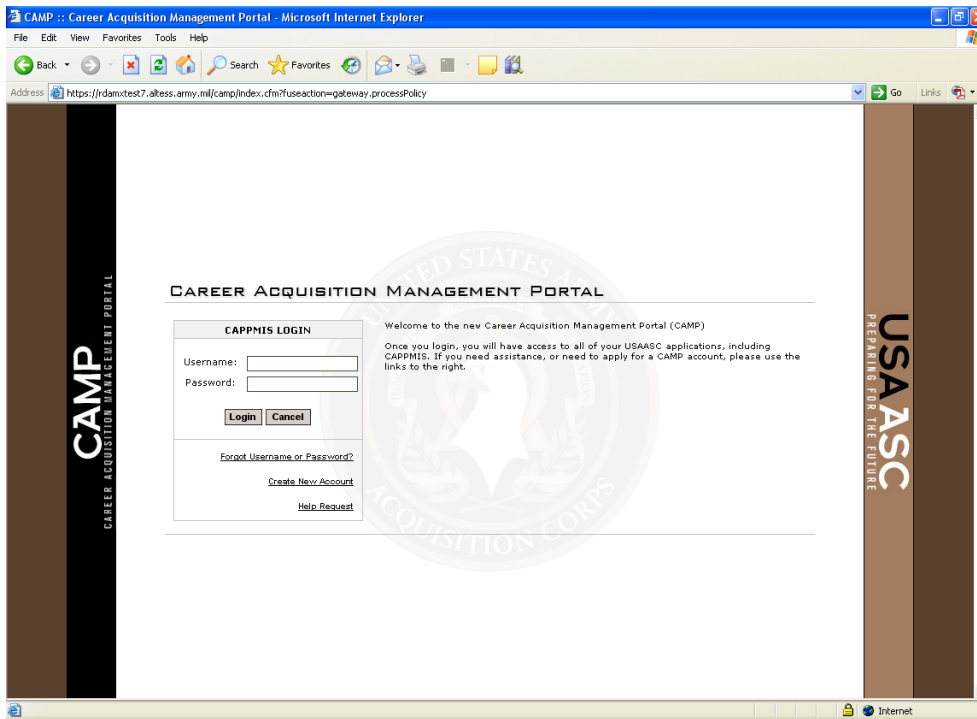 CAMP :: Career Acquisition Management Portal - Microsoft Internet Explorer
File Edit View Favorites Tools Help
Back Search Favorites
Address https://rdamxtest7.altess.army.mil/camp/index.cfm?fuseaction=gateway.processPolicy Go Links
CAMP
CAREER ACQUISITION MANAGEMENT PORTAL
UNITED STATES ARMY
ACQUISITION CORPS
CAREER ACQUISITION MANAGEMENT PORTAL
CAPPMIS LOGIN
Username:
Password:
Login Cancel
Forgot Username or Password?
Create New Account
Help Request
Welcome to the new Career Acquisition Management Portal (CAMP)
Once you login, you will have access to all of your USAASC applications, including
CAPPMIS. If you need assistance, or need to apply for a CAMP account, please use the
links to the right.
USAASC
PREPARING FOR THE FUTURE
Internet